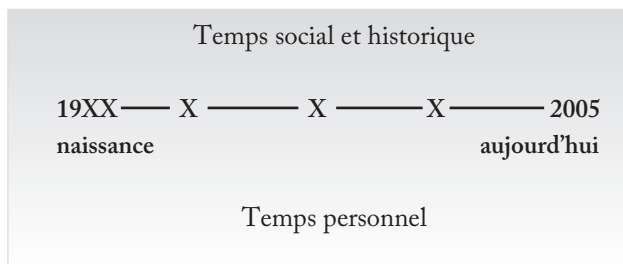 Temps social et historique
19XX X X X 2005
naissance aujourd'hui
Temps personnel